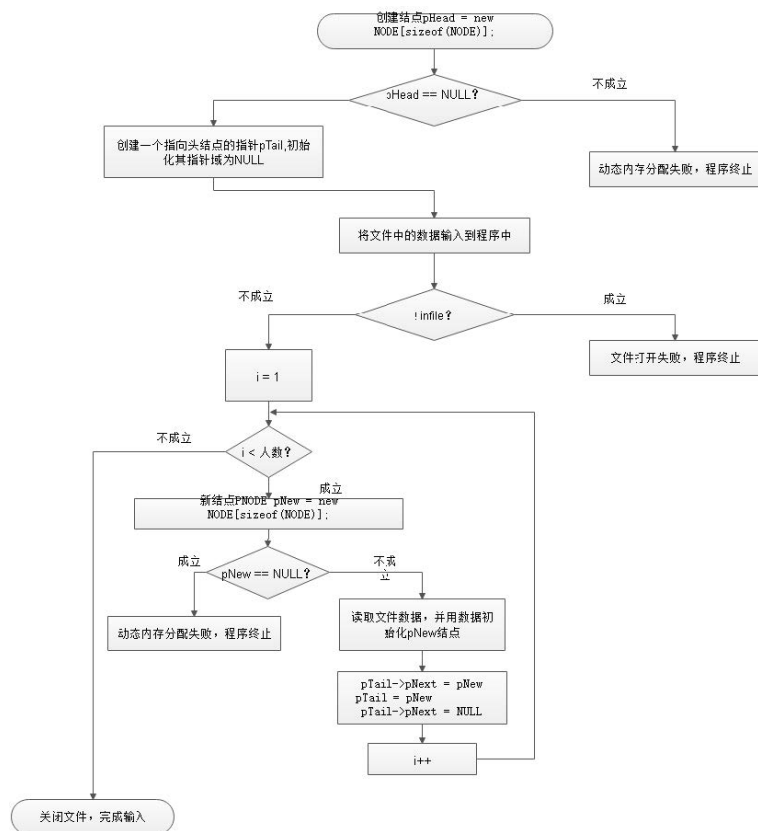 创建结点pHead = new
NODE[sizeof(NODE)];
pHead == NULL?
不成立
创建一个指向头结点的指针pTail,初始
化其指针域为NULL
动态内存分配失败，程序终止
将文件中的数据输入到程序中
不成立
! infile?
成立
i = 1
文件打开失败，程序终止
不成立
i < 人数?
成立
新结点PNODE pNew = new
NODE[sizeof(NODE)];
成立
pNew == NULL?
不成
立
动态内存分配失败，程序终止
读取文件数据，并用数据初
始化pNew结点
pTail->pNext = pNew
pTail = pNew
pTail->pNext = NULL
i++
关闭文件，完成输入